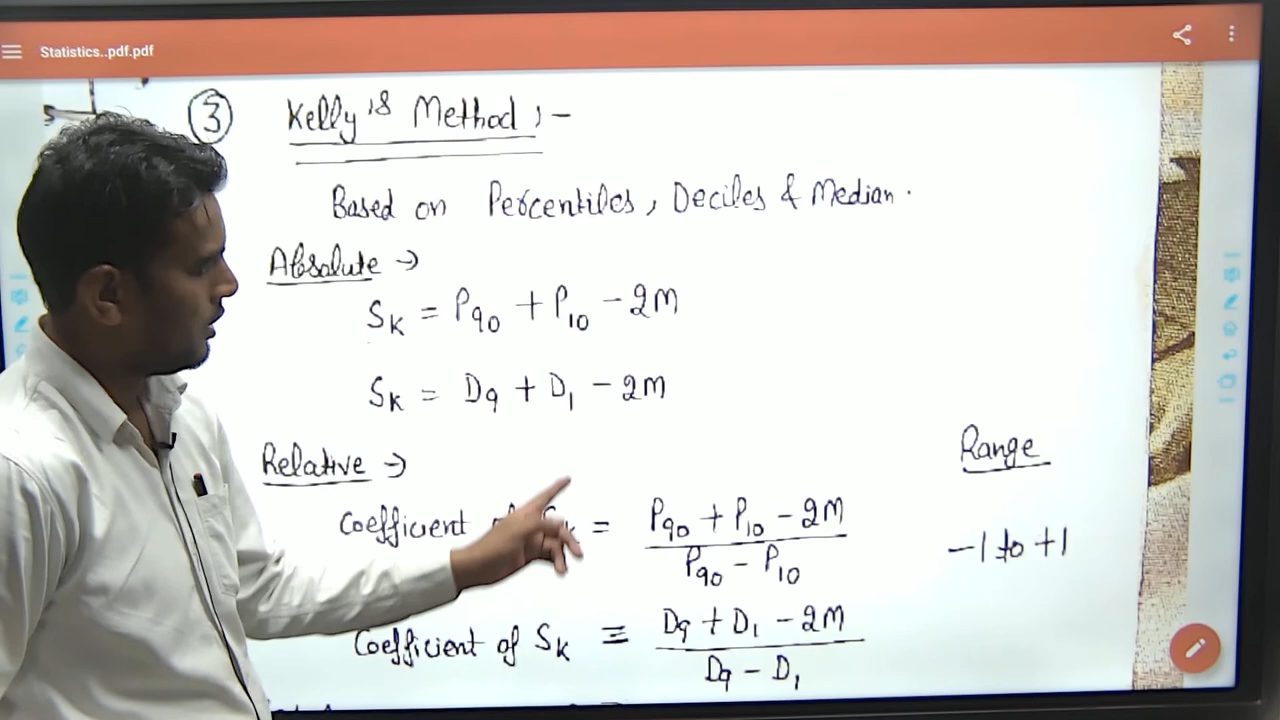 Statistics..pdf.pdf
③ Kelly's Method :-
Based on Percentiles, Deciles & Median.
Absolute →
Sₖ = P₉₀ + P₁₀ - 2M
Sₖ = D₉ + D₁ - 2M
Relative →
Range
Coefficient of Sₖ = (P₉₀ + P₁₀ - 2M) / (P₉₀ - P₁₀)
-1 to +1
Coefficient of Sₖ = (D₉ + D₁ - 2M) / (D₉ - D₁)